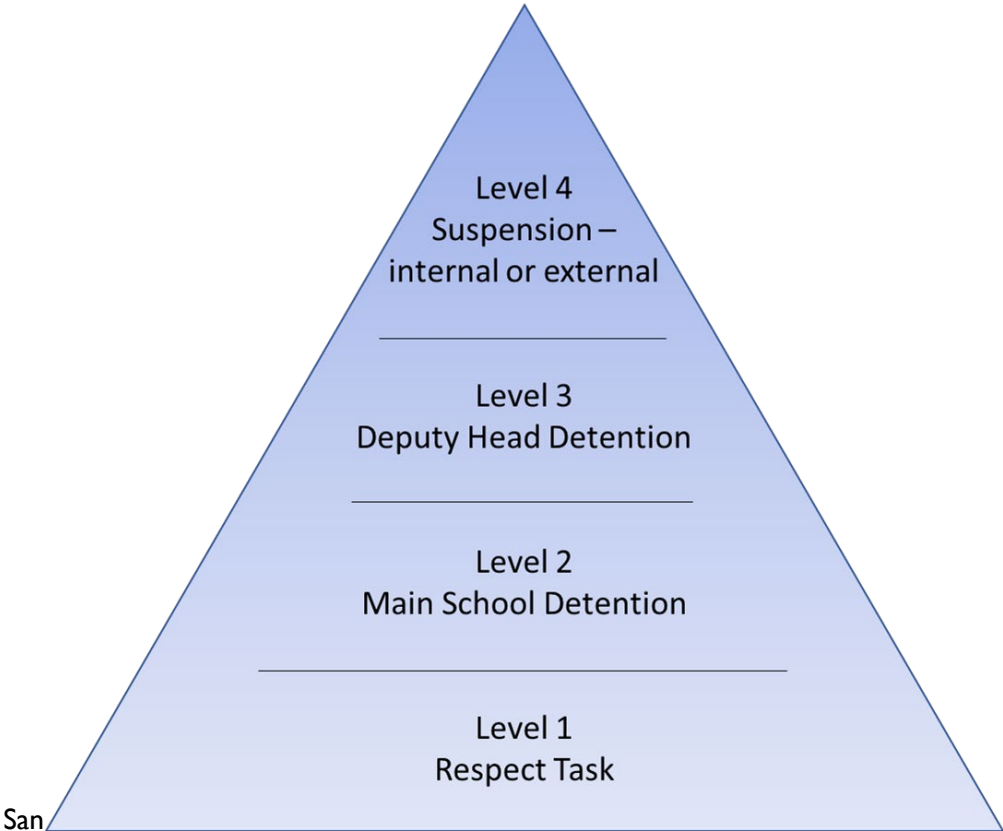 Level 4
Suspension –
internal or external
Level 3
Deputy Head Detention
Level 2
Main School Detention
Level 1
Respect Task
San